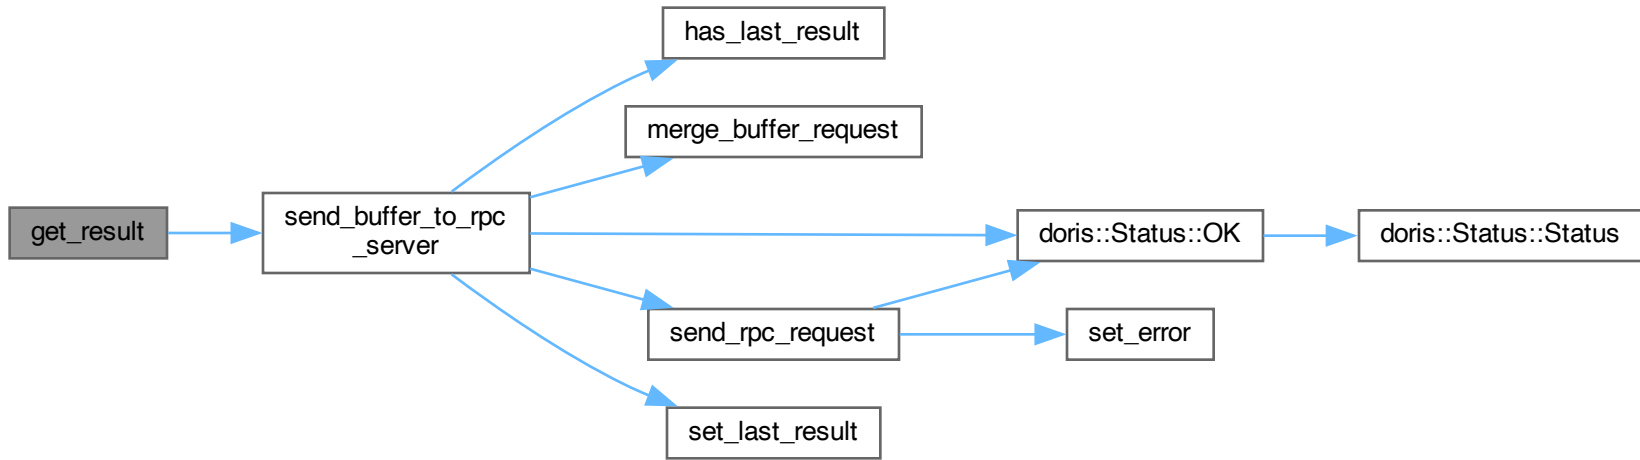 has_last_result
merge_buffer_request
get_result
send_buffer_to_rpc
_server
doris::Status::OK
doris::Status::Status
send_rpc_request
set_error
set_last_result